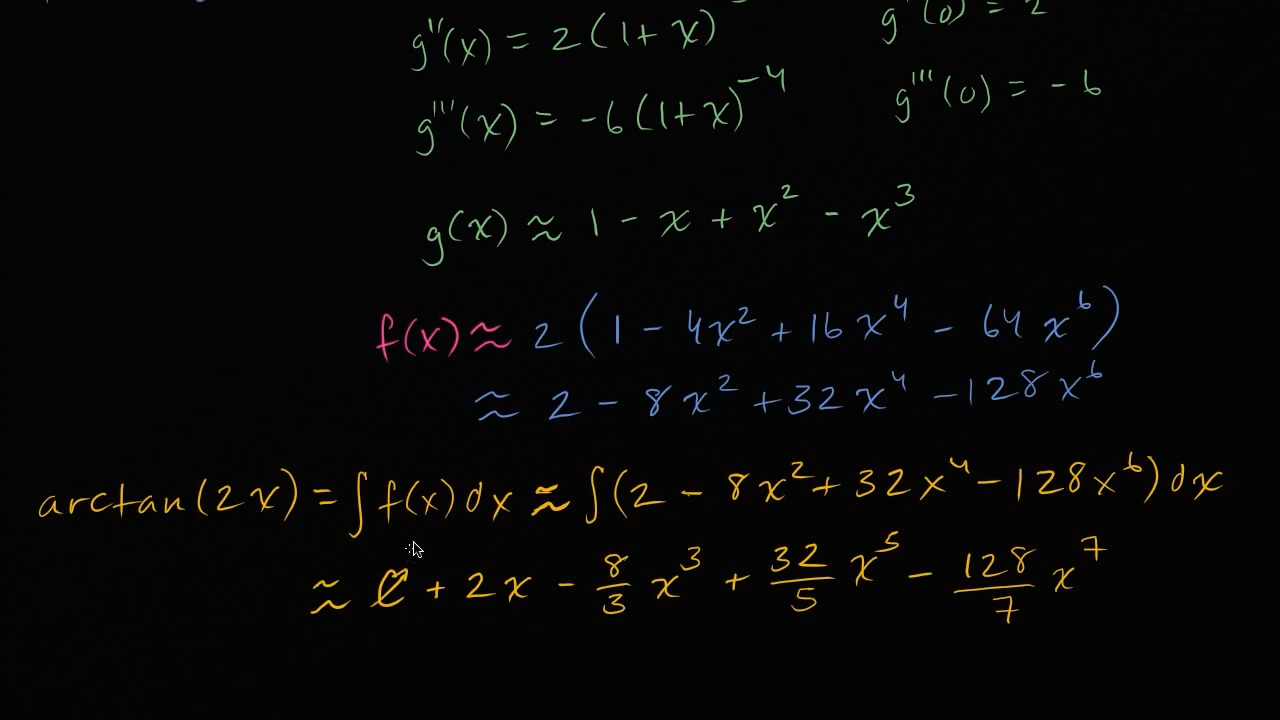 g''(x) = 2(1+x)
g'(0) = 2
g'''(x) = -6(1+x)^-4
g'''(0) = -6
g(x) ≈ 1 - x + x^2 - x^3
f(x) ≈ 2(1 - 4x^2 + 16x^4 - 64x^6)
≈ 2 - 8x^2 + 32x^4 - 128x^6
arctan(2x) = ∫f(x)dx ≈ ∫(2 - 8x^2 + 32x^4 - 128x^6)dx
≈ C + 2x - 8/3 x^3 + 32/5 x^5 - 128/7 x^7